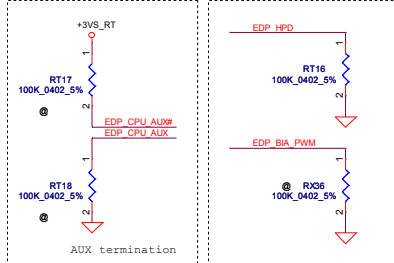 +3VS_RT
1
RT17
100K_0402_5%
@
2
EDP_CPU_AUX#
EDP_CPU_AUX
1
RT18
100K_0402_5%
@
2
AUX termination
EDP_HPD
1
RT16
100K_0402_5%
2
EDP_BIA_PWM
1
@ RX36
100K_0402_5%
2